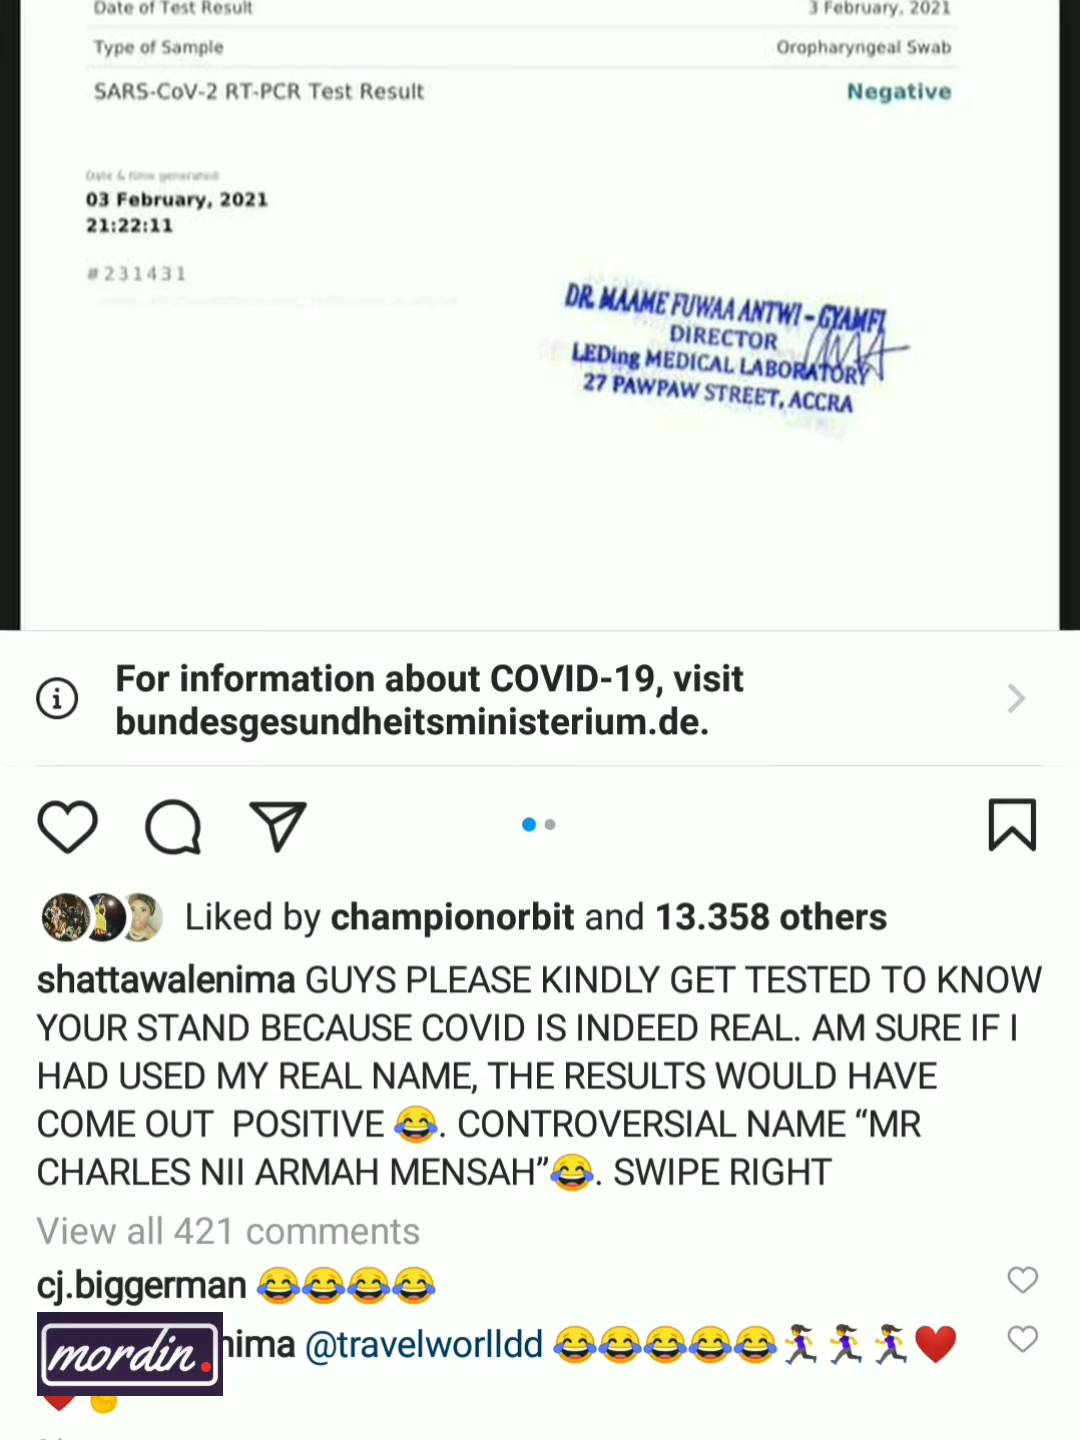 Date of Test Result 3 February, 2021
Type of Sample Oropharyngeal Swab
SARS-CoV-2 RT-PCR Test Result Negative
Date & time generated
03 February, 2021
21:22:11
#231431
DR. MAAME FUWAA ANTWI - GYAMFI
DIRECTOR
LEDing MEDICAL LABORATORY
27 PAWPAW STREET, ACCRA
For information about COVID-19, visit
bundesgesundheitsministerium.de.
Liked by championorbit and 13.358 others
shattawalenima GUYS PLEASE KINDLY GET TESTED TO KNOW
YOUR STAND BECAUSE COVID IS INDEED REAL. AM SURE IF I
HAD USED MY REAL NAME, THE RESULTS WOULD HAVE
COME OUT POSITIVE 😂. CONTROVERSIAL NAME “MR
CHARLES NII ARMAH MENSAH”😂. SWIPE RIGHT
View all 421 comments
cj.biggerman 😂😂😂😂
mordin.
nima @travelworlldd 😂😂😂😂😂🏃‍♀️🏃‍♀️🏃‍♀️❤️